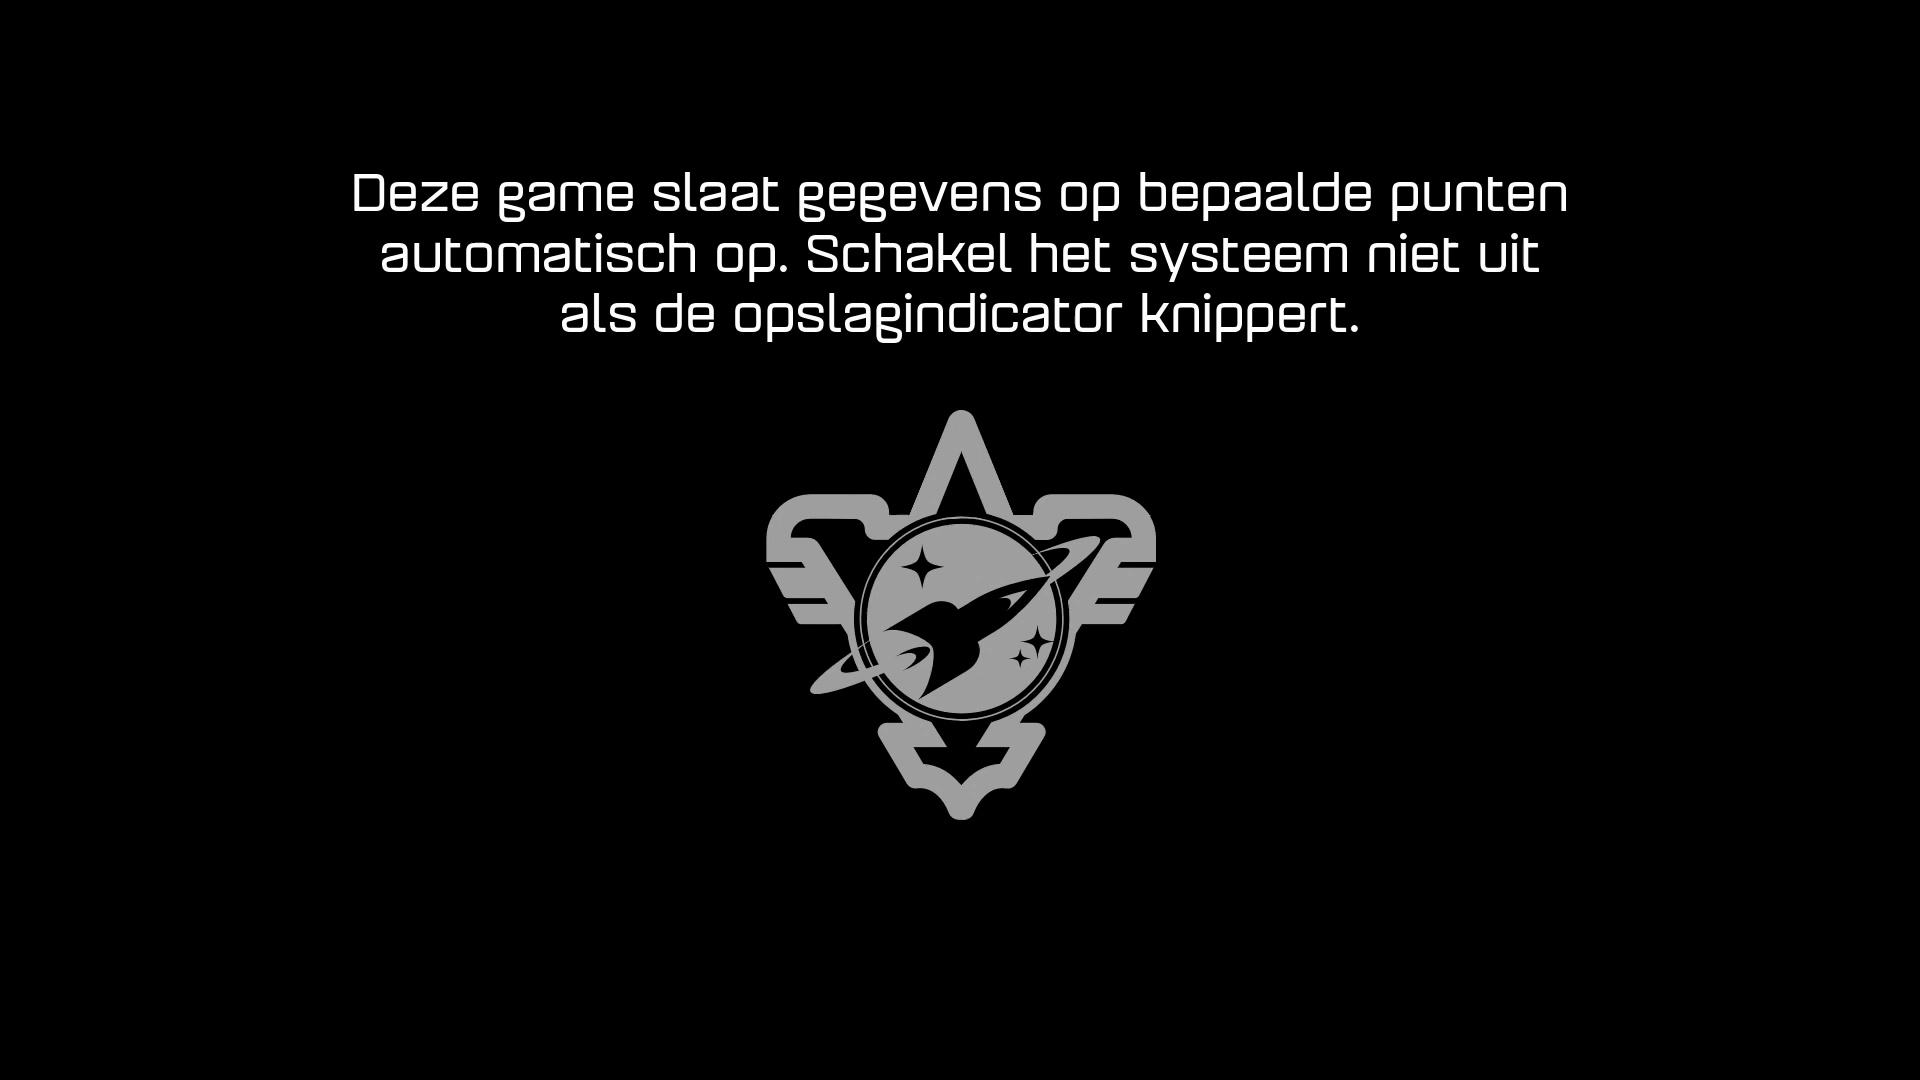 Deze game slaat gegevens op bepaalde punten
automatisch op. Schakel het systeem niet uit
als de opslagindicator knippert.